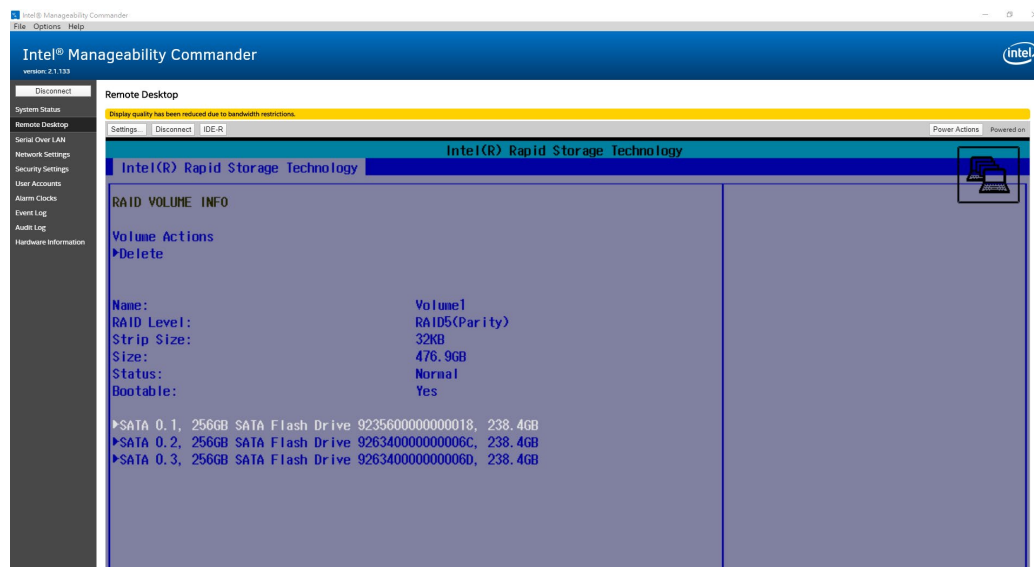 Intel® Manageability Commander
File Options Help
Intel® Manageability Commander
version: 2.1.133
intel.
Disconnect
System Status
Remote Desktop
Serial Over LAN
Network Settings
Security Settings
User Accounts
Alarm Clocks
Event Log
Audit Log
Hardware Information
Remote Desktop
Display quality has been reduced due to bandwidth restrictions.
Settings... Disconnect IDE-R Power Actions Powered on
Intel(R) Rapid Storage Technology
Intel(R) Rapid Storage Technology
RAID VOLUME INFO
Volume Actions
▶Delete
Name: Volume1
RAID Level: RAID5(Parity)
Strip Size: 32KB
Size: 476.9GB
Status: Normal
Bootable: Yes
▶SATA 0.1, 256GB SATA Flash Drive 9235600000000018, 238.4GB
▶SATA 0.2, 256GB SATA Flash Drive 926340000000006C, 238.4GB
▶SATA 0.3, 256GB SATA Flash Drive 926340000000006D, 238.4GB